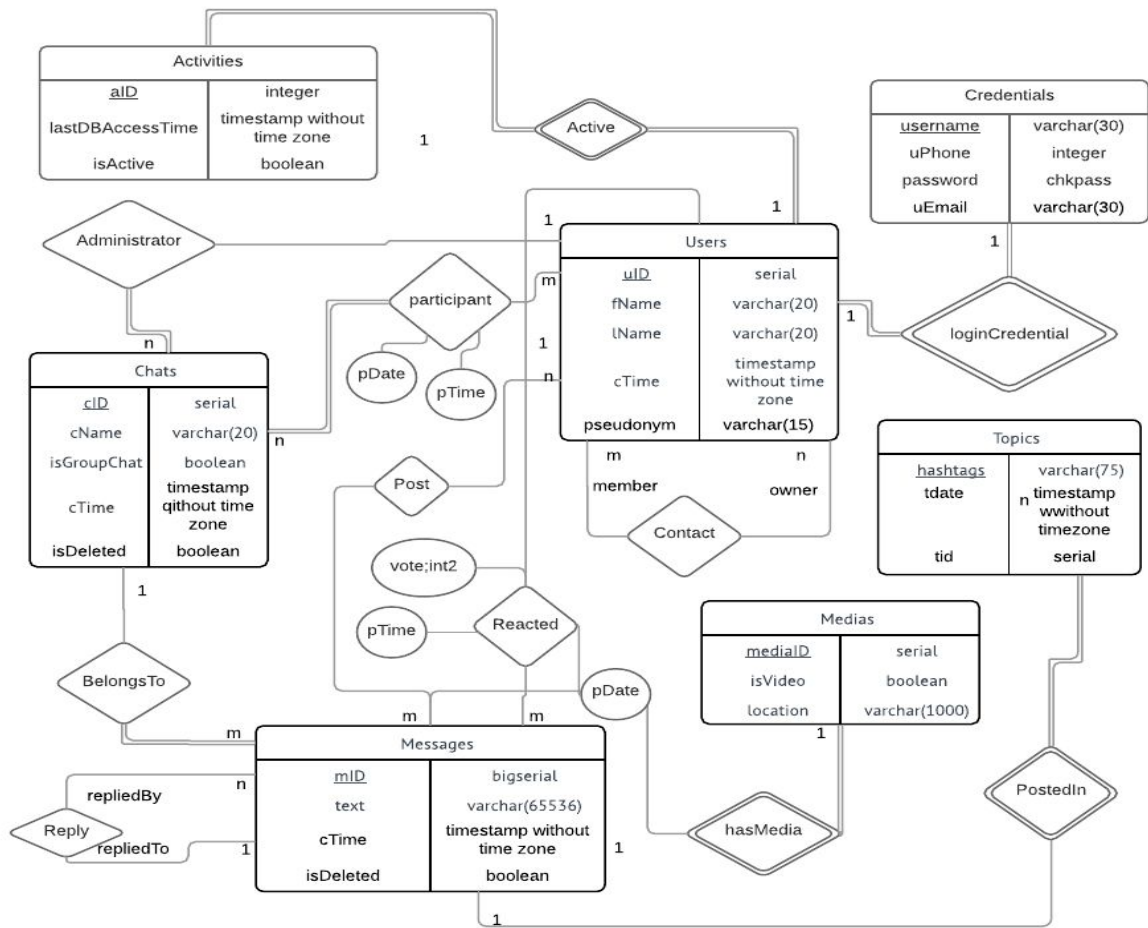 Activities
aID integer
lastDBAccessTime timestamp without
time zone
isActive boolean
1
Active
1
Credentials
username varchar(30)
uPhone integer
password chkpass
uEmail varchar(30)
1
Administrator
1
n
participant
m
n
pDate
pTime
Users
uID serial
fName varchar(20)
lName varchar(20)
cTime timestamp
without time
zone
pseudonym varchar(15)
1
n
1
loginCredential
Chats
cID serial
cName varchar(20)
isGroupChat boolean
cTime timestamp
qithout time
zone
isDeleted boolean
1
Post
m n
member owner
Contact
Topics
hashtags varchar(75)
tdate n timestamp
wwithout
timezone
tid serial
vote;int2
pTime
Reacted
pDate
Medias
mediaID serial
isVideo boolean
location varchar(1000)
1
BelongsTo
m
m
m
Messages
mID bigserial
text varchar(65536)
cTime timestamp without
time zone
isDeleted boolean
n
repliedBy
Reply
repliedTo
1
1
hasMedia
PostedIn
1